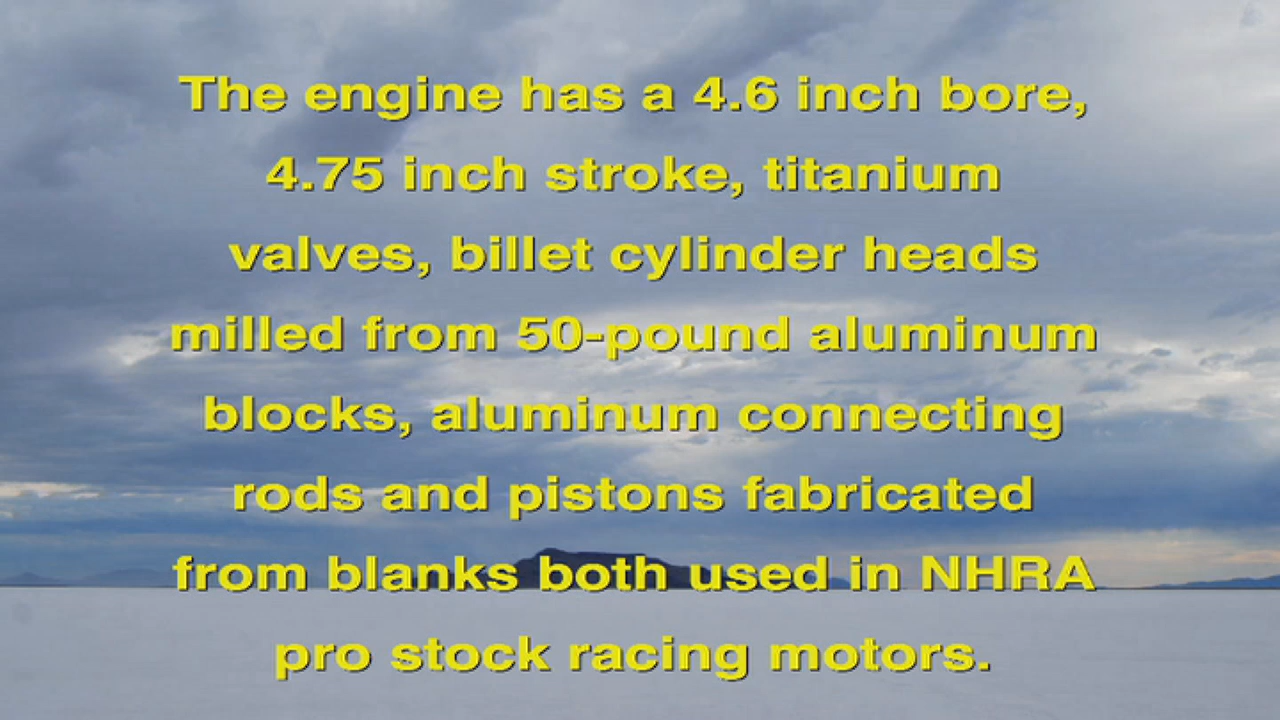 The engine has a 4.6 inch bore,
4.75 inch stroke, titanium
valves, billet cylinder heads
milled from 50-pound aluminum
blocks, aluminum connecting
rods and pistons fabricated
from blanks both used in NHRA
pro stock racing motors.